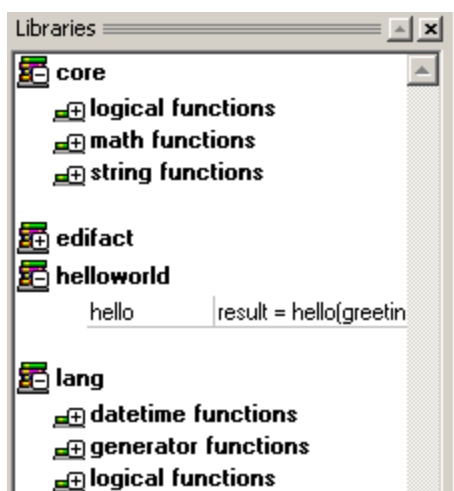 Libraries
core
logical functions
math functions
string functions
edifact
helloworld
hello result = hello(greetin
lang
datetime functions
generator functions
logical functions